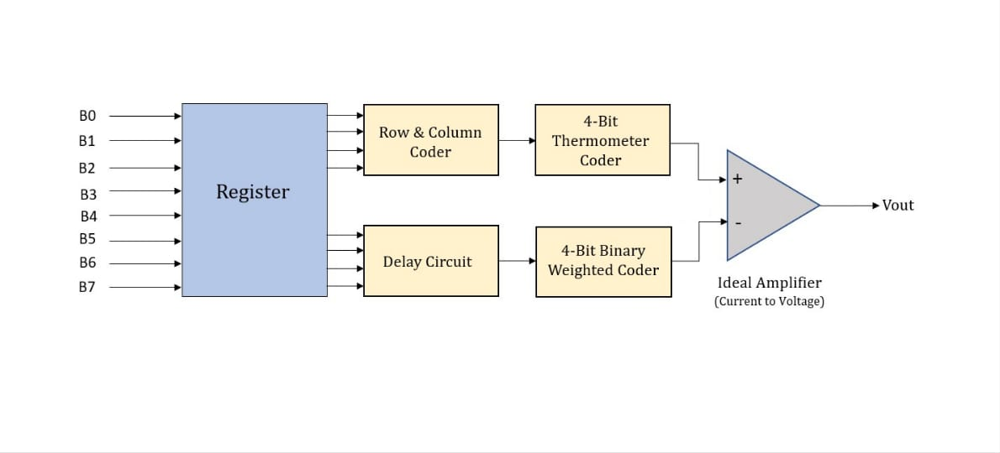 B0
B1
B2
B3
B4
B5
B6
B7
Register
Row & Column
Coder
4-Bit
Thermometer
Coder
Delay Circuit
4-Bit Binary
Weighted Coder
+
-
Vout
Ideal Amplifier
(Current to Voltage)